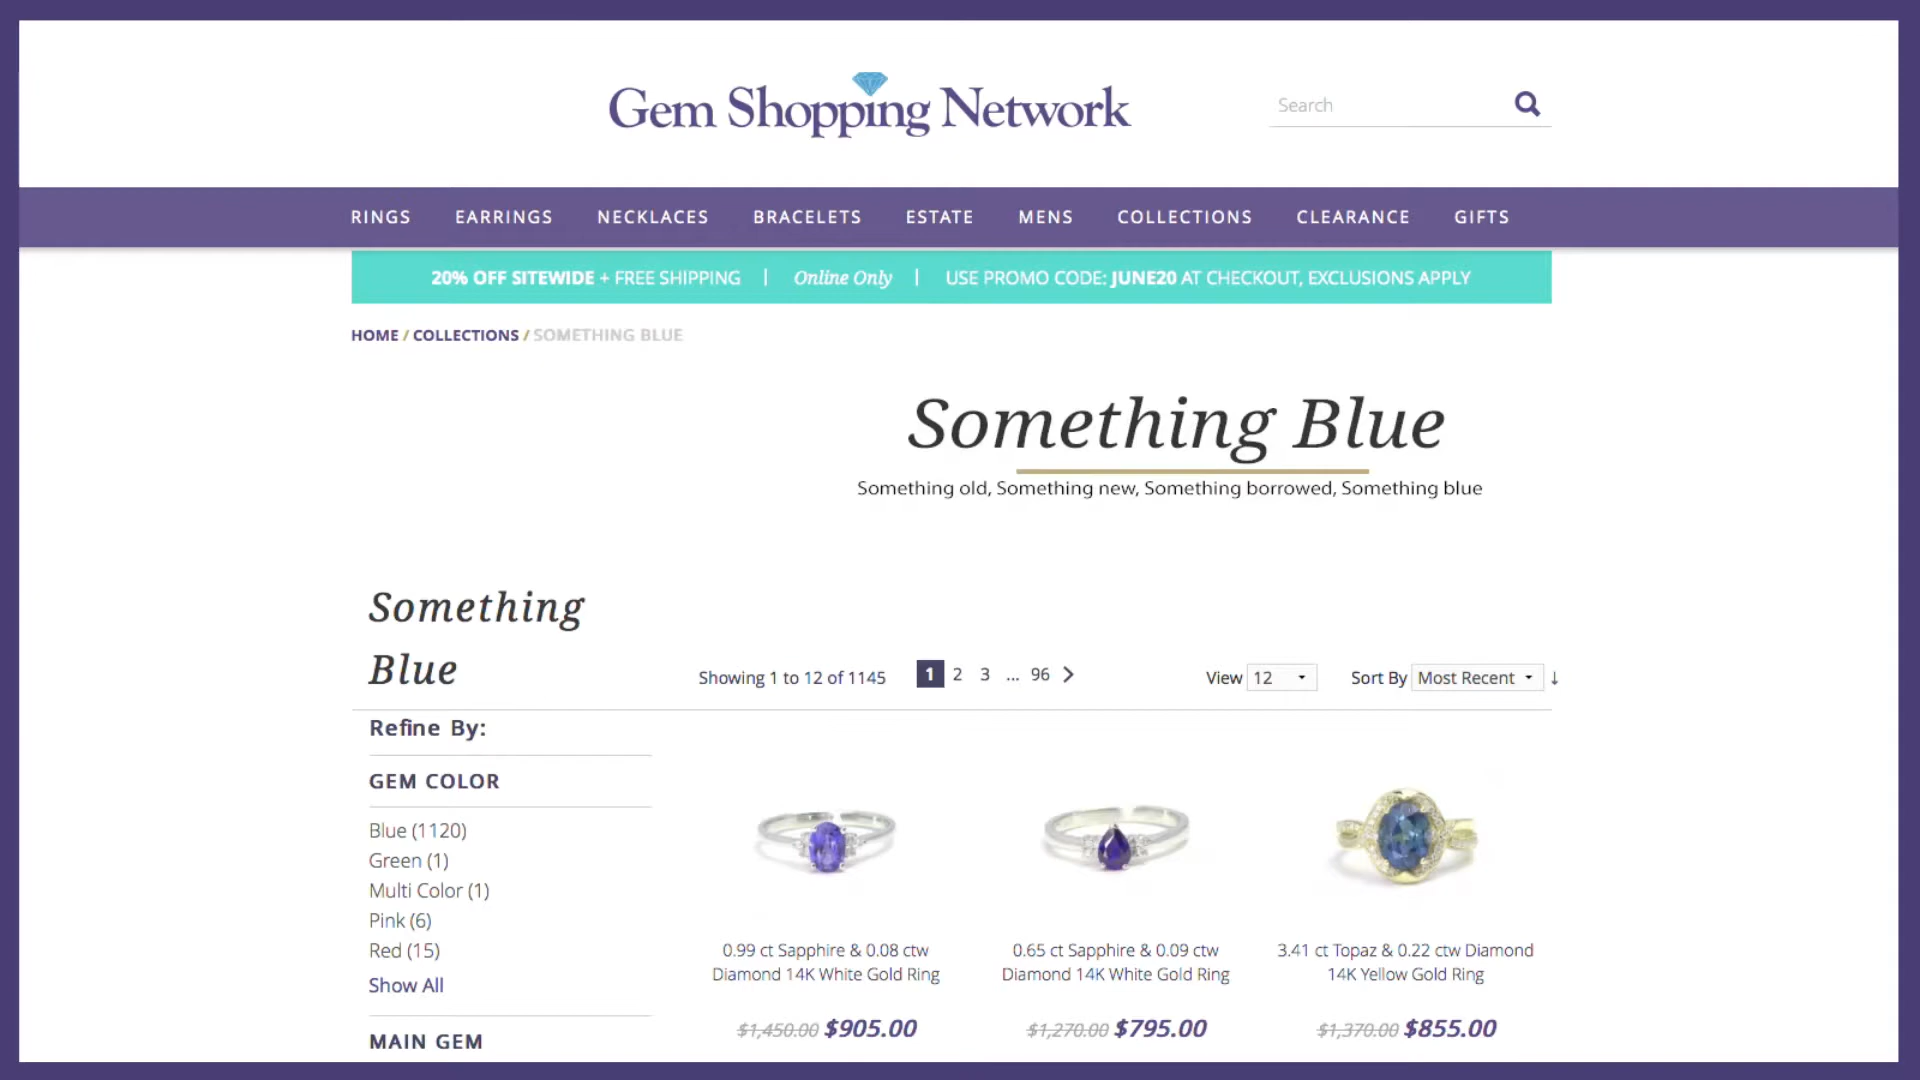 Gem Shopping Network
Search
RINGS EARRINGS NECKLACES BRACELETS ESTATE MENS COLLECTIONS CLEARANCE GIFTS
20% OFF SITEWIDE + FREE SHIPPING | Online Only | USE PROMO CODE: JUNE20 AT CHECKOUT, EXCLUSIONS APPLY
HOME / COLLECTIONS / SOMETHING BLUE
Something Blue
Something old, Something new, Something borrowed, Something blue
Something
Blue
Showing 1 to 12 of 1145 1 2 3 ... 96 View 12 Sort By Most Recent ↓
Refine By:
GEM COLOR
Blue (1120)
Green (1)
Multi Color (1)
Pink (6)
Red (15)
Show All
MAIN GEM
0.99 ct Sapphire & 0.08 ctw
Diamond 14K White Gold Ring
$1,450.00 $905.00
0.65 ct Sapphire & 0.09 ctw
Diamond 14K White Gold Ring
$1,270.00 $795.00
3.41 ct Topaz & 0.22 ctw Diamond
14K Yellow Gold Ring
$1,370.00 $855.00